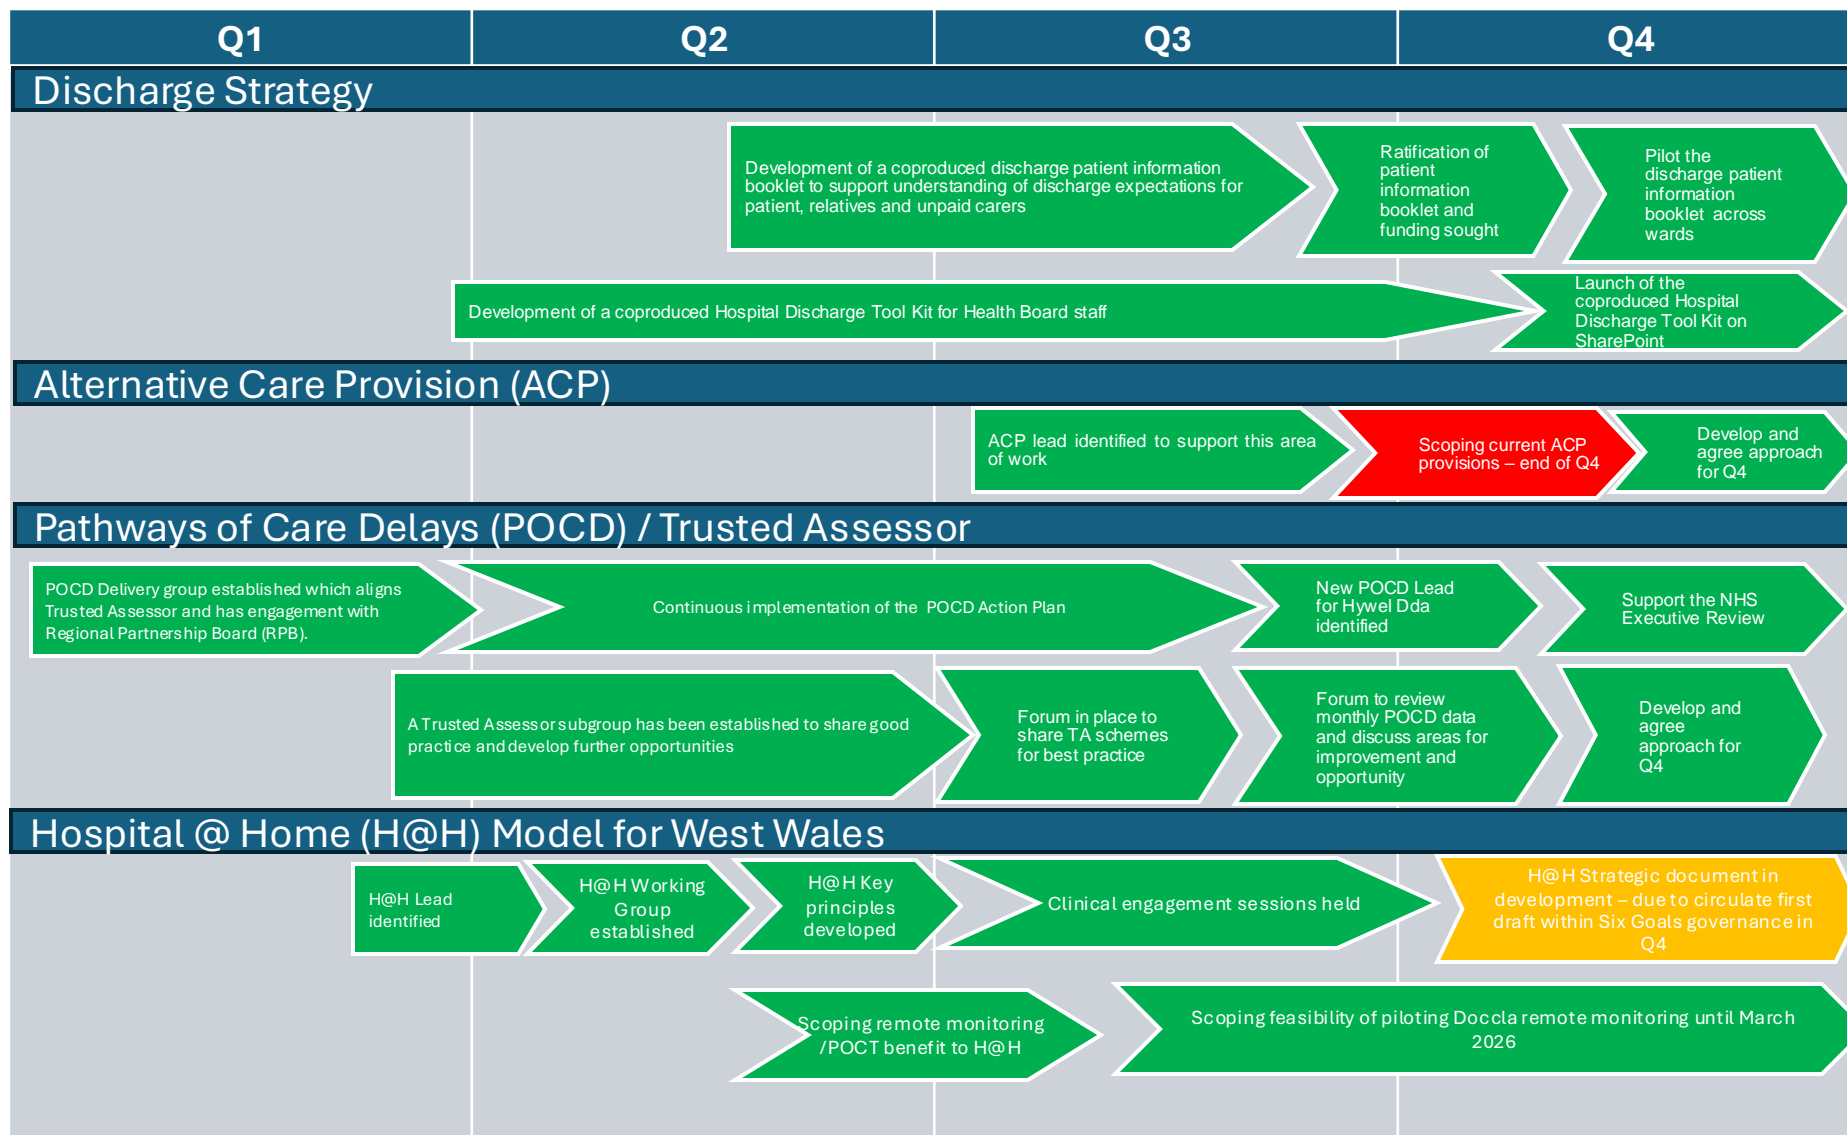 Q1
Q2
Q3
Q4
Discharge Strategy
Development of a coproduced discharge patient information
booklet to support understanding of discharge expectations for
patient, relatives and unpaid carers
Ratification of
patient
information
booklet and
funding sought
Pilot the
discharge patient
information
booklet across
wards
Development of a coproduced Hospital Discharge Tool Kit for Health Board staff
Launch of the
coproduced Hospital
Discharge Tool Kit on
SharePoint
Alternative Care Provision (ACP)
ACP lead identified to support this area
of work
Scoping current ACP
provisions – end of Q4
Develop and
agree approach
for Q4
Pathways of Care Delays (POCD) / Trusted Assessor
POCD Delivery group established which aligns
Trusted Assessor and has engagement with
Regional Partnership Board (RPB).
Continuous implementation of the POCD Action Plan
New POCD Lead
for Hywel Dda
identified
Support the NHS
Executive Review
A Trusted Assessor subgroup has been established to share good
practice and develop further opportunities
Forum in place to
share TA schemes
for best practice
Forum to review
monthly POCD data
and discuss areas for
improvement and
opportunity
Develop and
agree
approach for
Q4
Hospital @ Home (H@H) Model for West Wales
H@H Lead
identified
H@H Working
Group
established
H@H Key
principles
developed
Clinical engagement sessions held
H@H Strategic document in
development – due to circulate first
draft within Six Goals governance in
Q4
Scoping remote monitoring
/POCT benefit to H@H
Scoping feasibility of piloting Doccla remote monitoring until March
2026